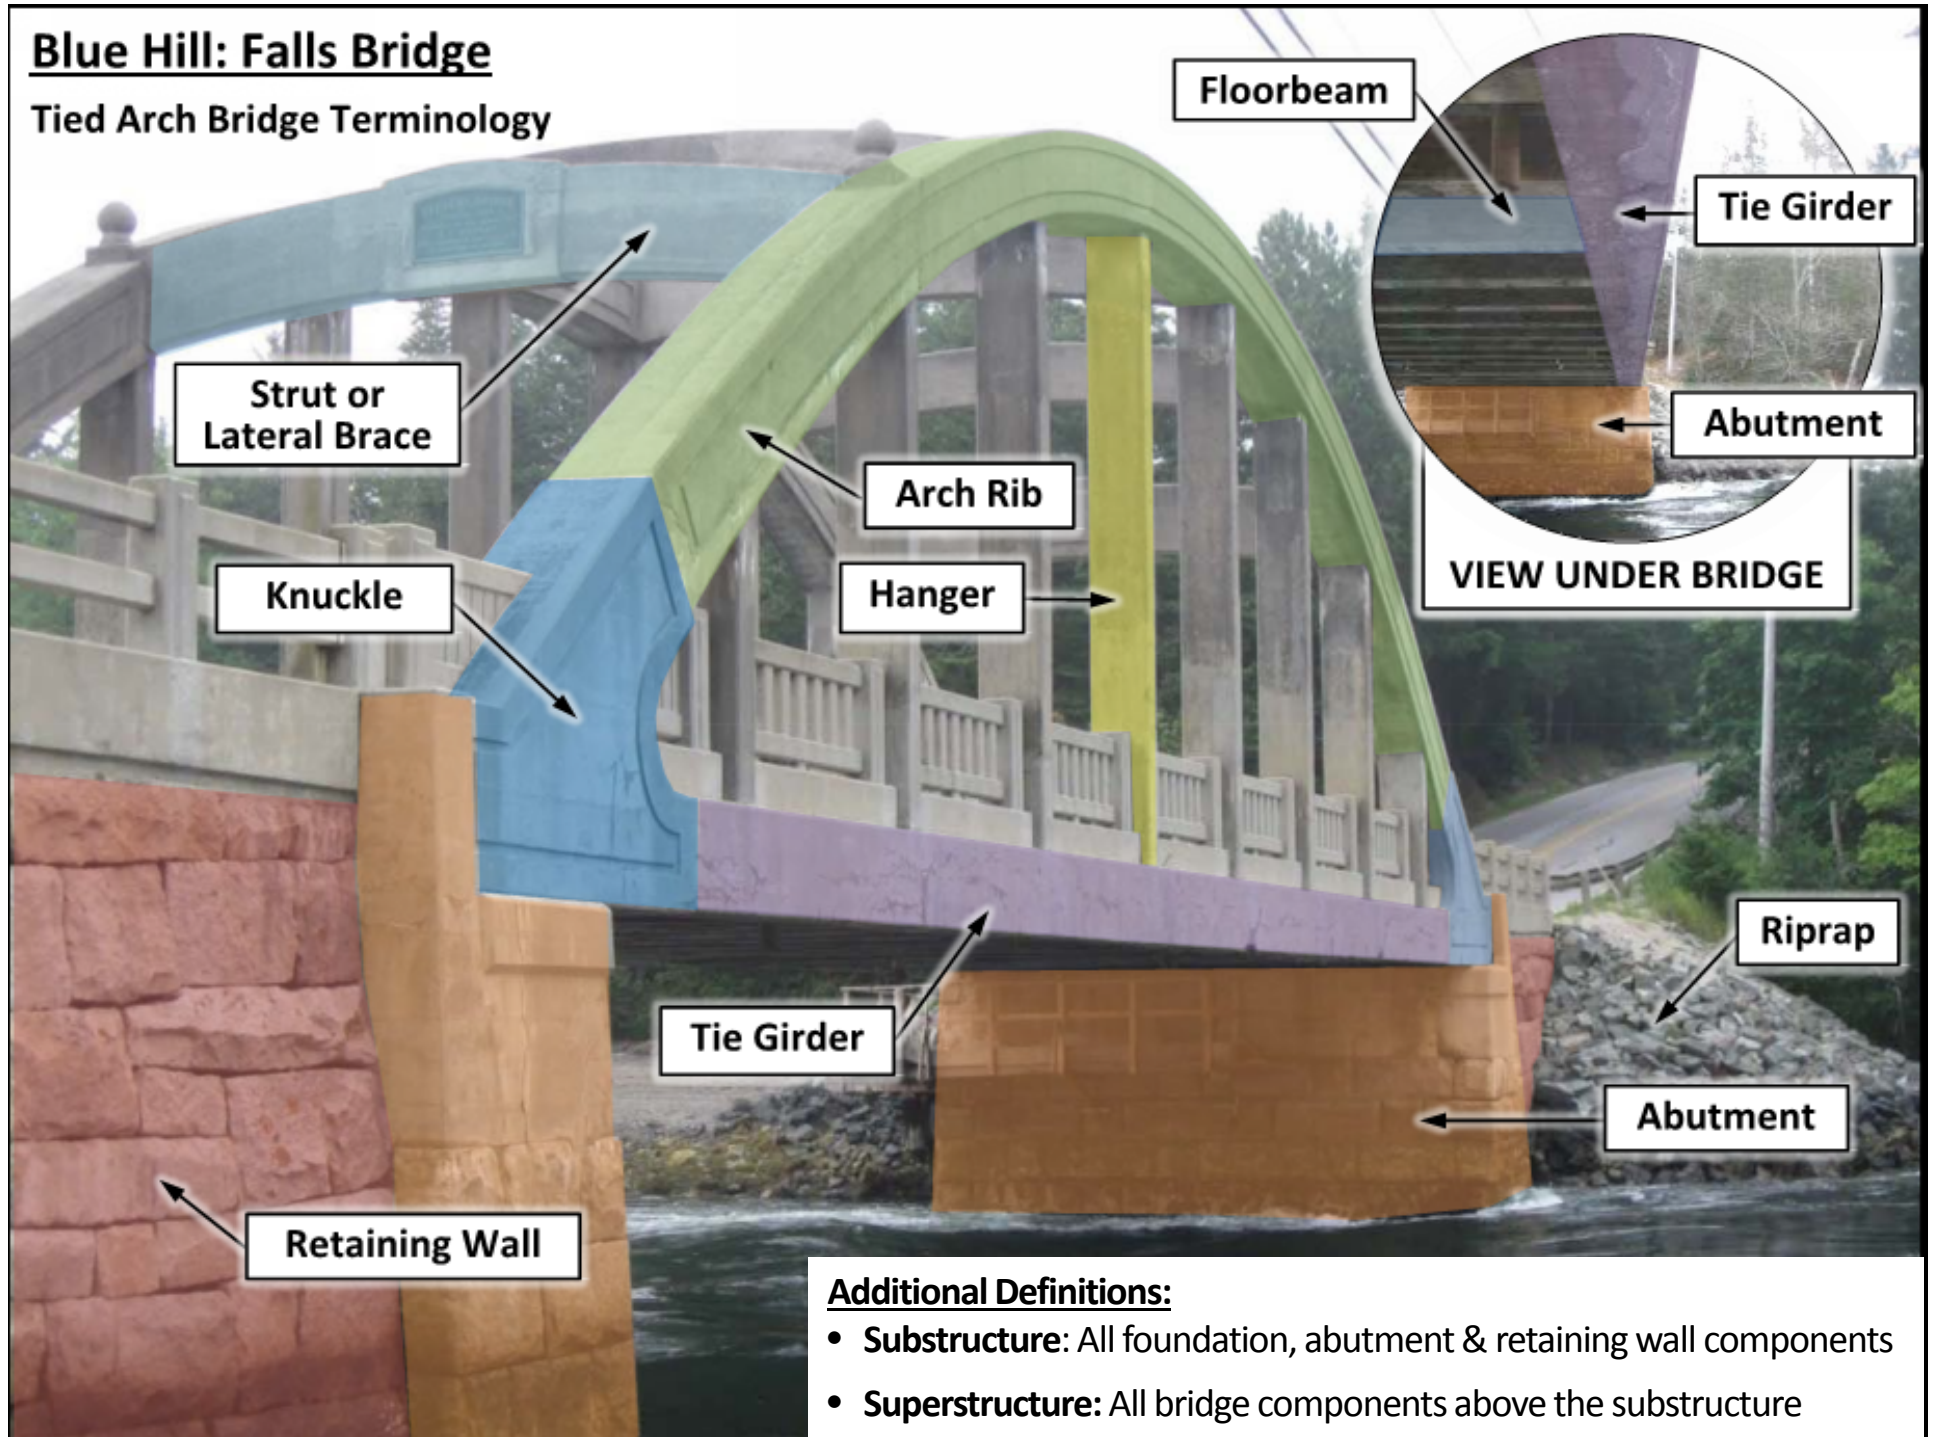 Blue Hill: Falls Bridge
Tied Arch Bridge Terminology
Floorbeam
Tie Girder
Abutment
VIEW UNDER BRIDGE
Strut or
Lateral Brace
Arch Rib
Knuckle
Hanger
Riprap
Tie Girder
Abutment
Retaining Wall
Additional Definitions:
• Substructure: All foundation, abutment & retaining wall components
• Superstructure: All bridge components above the substructure